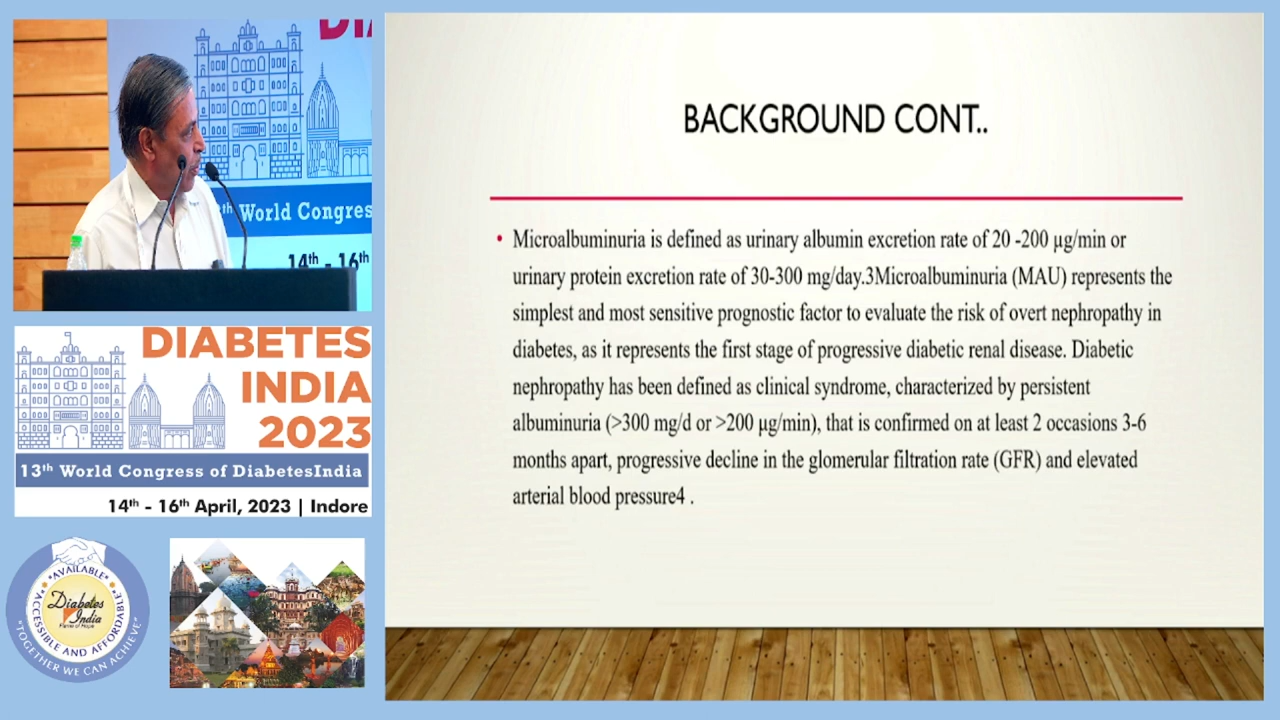 DIA
th World Congres
14th - 16th
DIABETES
INDIA
2023
13th World Congress of DiabetesIndia
14th - 16th April, 2023 | Indore
"AVAILABLE"
"ACCESSIBLE AND AFFORDABLE"
Diabetes
India
"TOGETHER WE CAN ACHIEVE"
BACKGROUND CONT..
• Microalbuminuria is defined as urinary albumin excretion rate of 20 -200 μg/min or
urinary protein excretion rate of 30-300 mg/day.3Microalbuminuria (MAU) represents the
simplest and most sensitive prognostic factor to evaluate the risk of overt nephropathy in
diabetes, as it represents the first stage of progressive diabetic renal disease. Diabetic
nephropathy has been defined as clinical syndrome, characterized by persistent
albuminuria (>300 mg/d or >200 μg/min), that is confirmed on at least 2 occasions 3-6
months apart, progressive decline in the glomerular filtration rate (GFR) and elevated
arterial blood pressure4 .